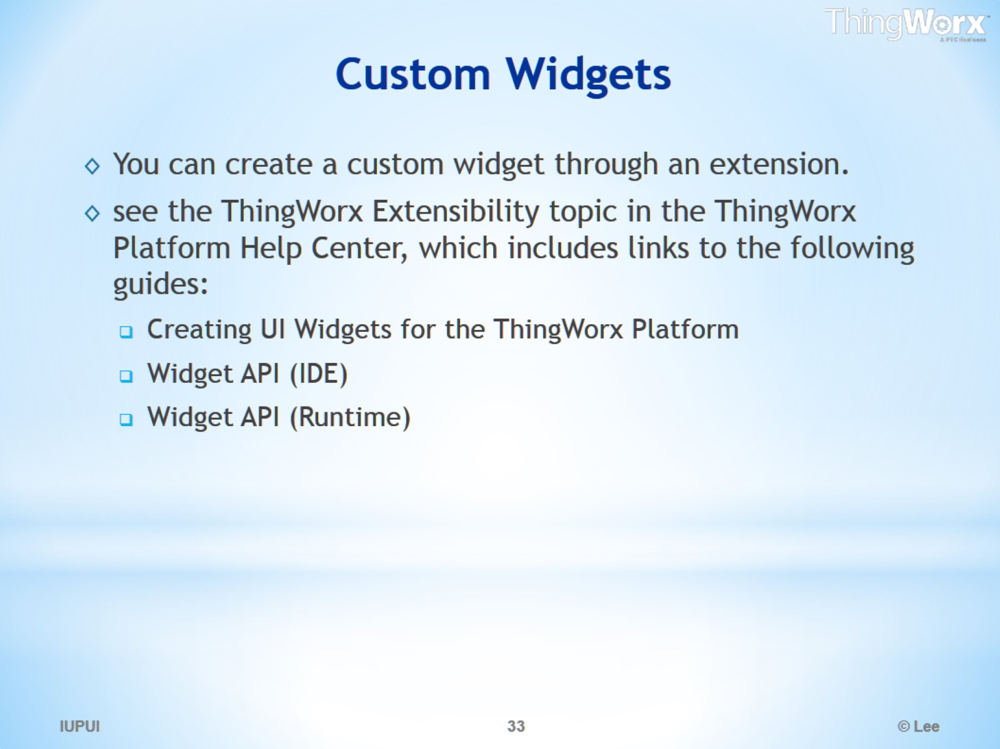 ThingWorx
A PTC Business
Custom Widgets
◇ You can create a custom widget through an extension.
◇ see the ThingWorx Extensibility topic in the ThingWorx
Platform Help Center, which includes links to the following
guides:
❑ Creating UI Widgets for the ThingWorx Platform
❑ Widget API (IDE)
❑ Widget API (Runtime)
IUPUI 33 © Lee